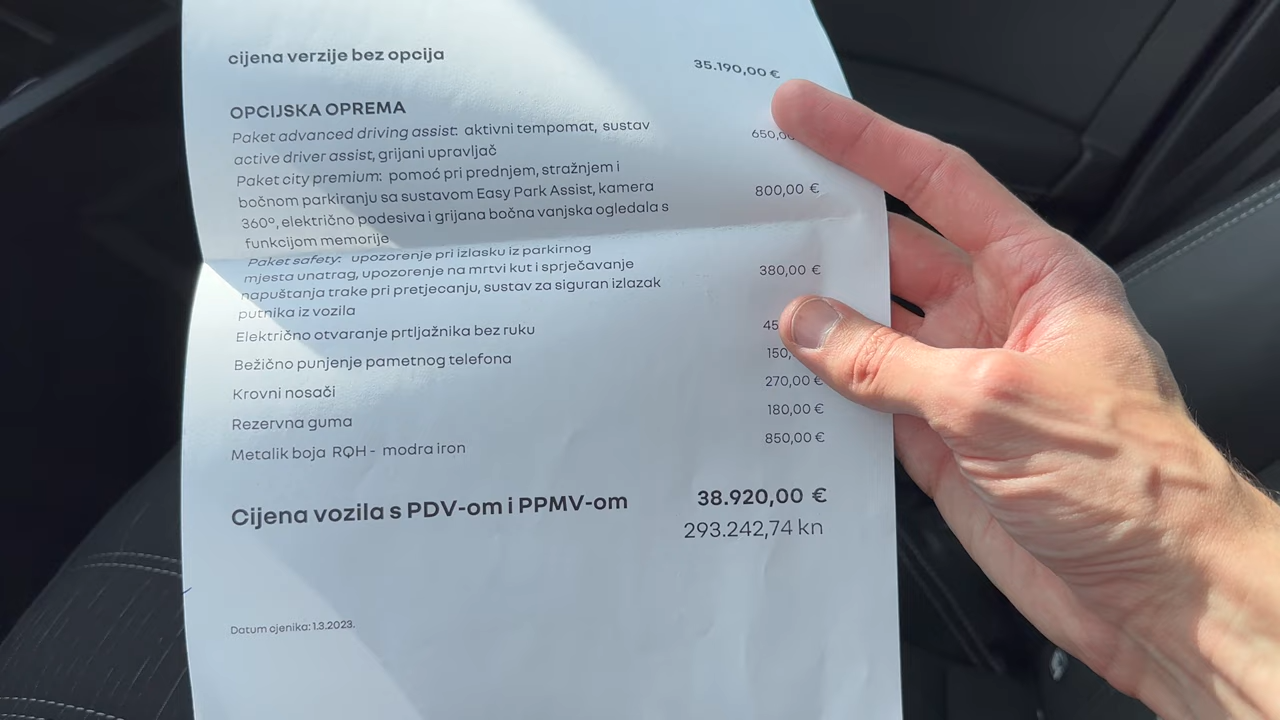 cijena verzije bez opcija 35.190,00 €
OPCIJSKA OPREMA
Paket advanced driving assist: aktivni tempomat, sustav 650,0
active driver assist, grijani upravljač
Paket city premium: pomoć pri prednjem, stražnjem i
bočnom parkiranju sa sustavom Easy Park Assist, kamera 800,00 €
360º, električno podesiva i grijana bočna vanjska ogledala s
funkcijom memorije
Paket safety: upozorenje pri izlasku iz parkirnog
mjesta unatrag, upozorenje na mrtvi kut i sprječavanje 380,00 €
napuštanja trake pri pretjecanju, sustav za siguran izlazak
putnika iz vozila
Električno otvaranje prtljažnika bez ruku 45
Bežično punjenje pametnog telefona 150,
Krovni nosači 270,00 €
Rezervna guma 180,00 €
Metalik boja RQH - modra iron 850,00 €
Cijena vozila s PDV-om i PPMV-om 38.920,00 €
293.242,74 kn
Datum cjenika: 1.3.2023.